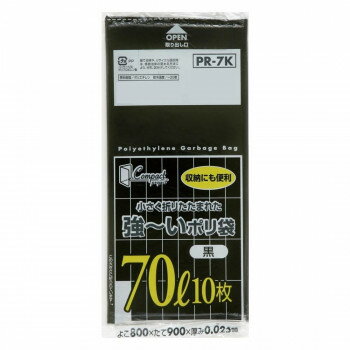 OPEN
取り出し口
PR-7K
Polyethylene Garbage Bag
Compact
収納にも便利
小さく折りたたまれた
強〜いポリ袋
黒
70ℓ10枚
よこ800×たて900×厚み0.023㎜